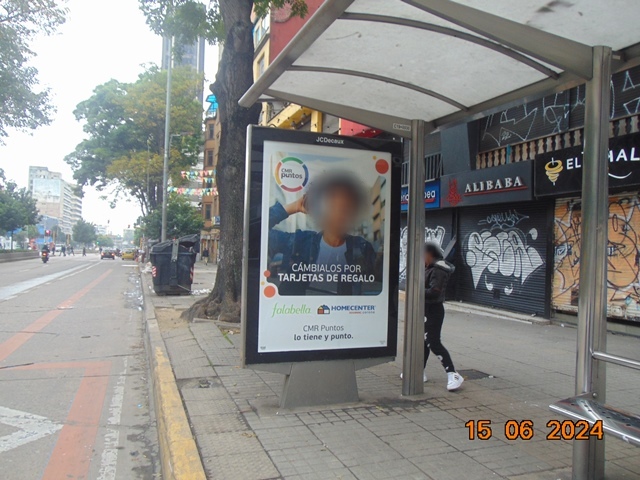 JCDecaux
CMR
puntos
CÁMBIALOS POR
TARJETAS DE REGALO
falabella.
HOMECENTER
CMR Puntos
lo tiene y punto.
ALIBABA
15 06 2024